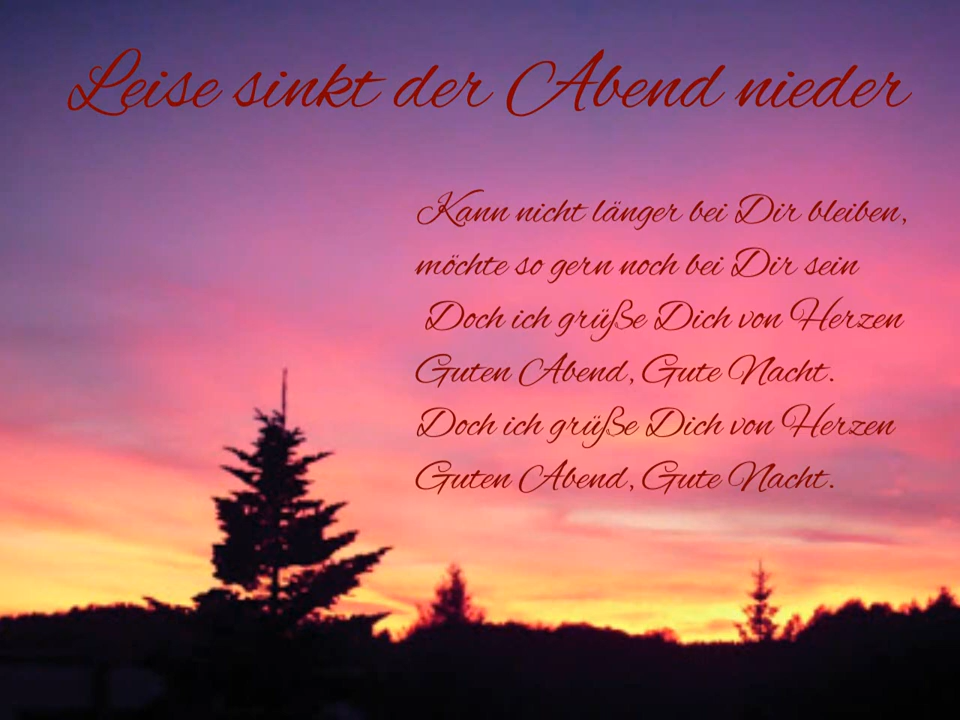 Leise sinkt der Abend nieder
Kann nicht länger bei Dir bleiben,
möchte so gern noch bei Dir sein
Doch ich grüße Dich von Herzen
Guten Abend, Gute Nacht.
Doch ich grüße Dich von Herzen
Guten Abend, Gute Nacht.